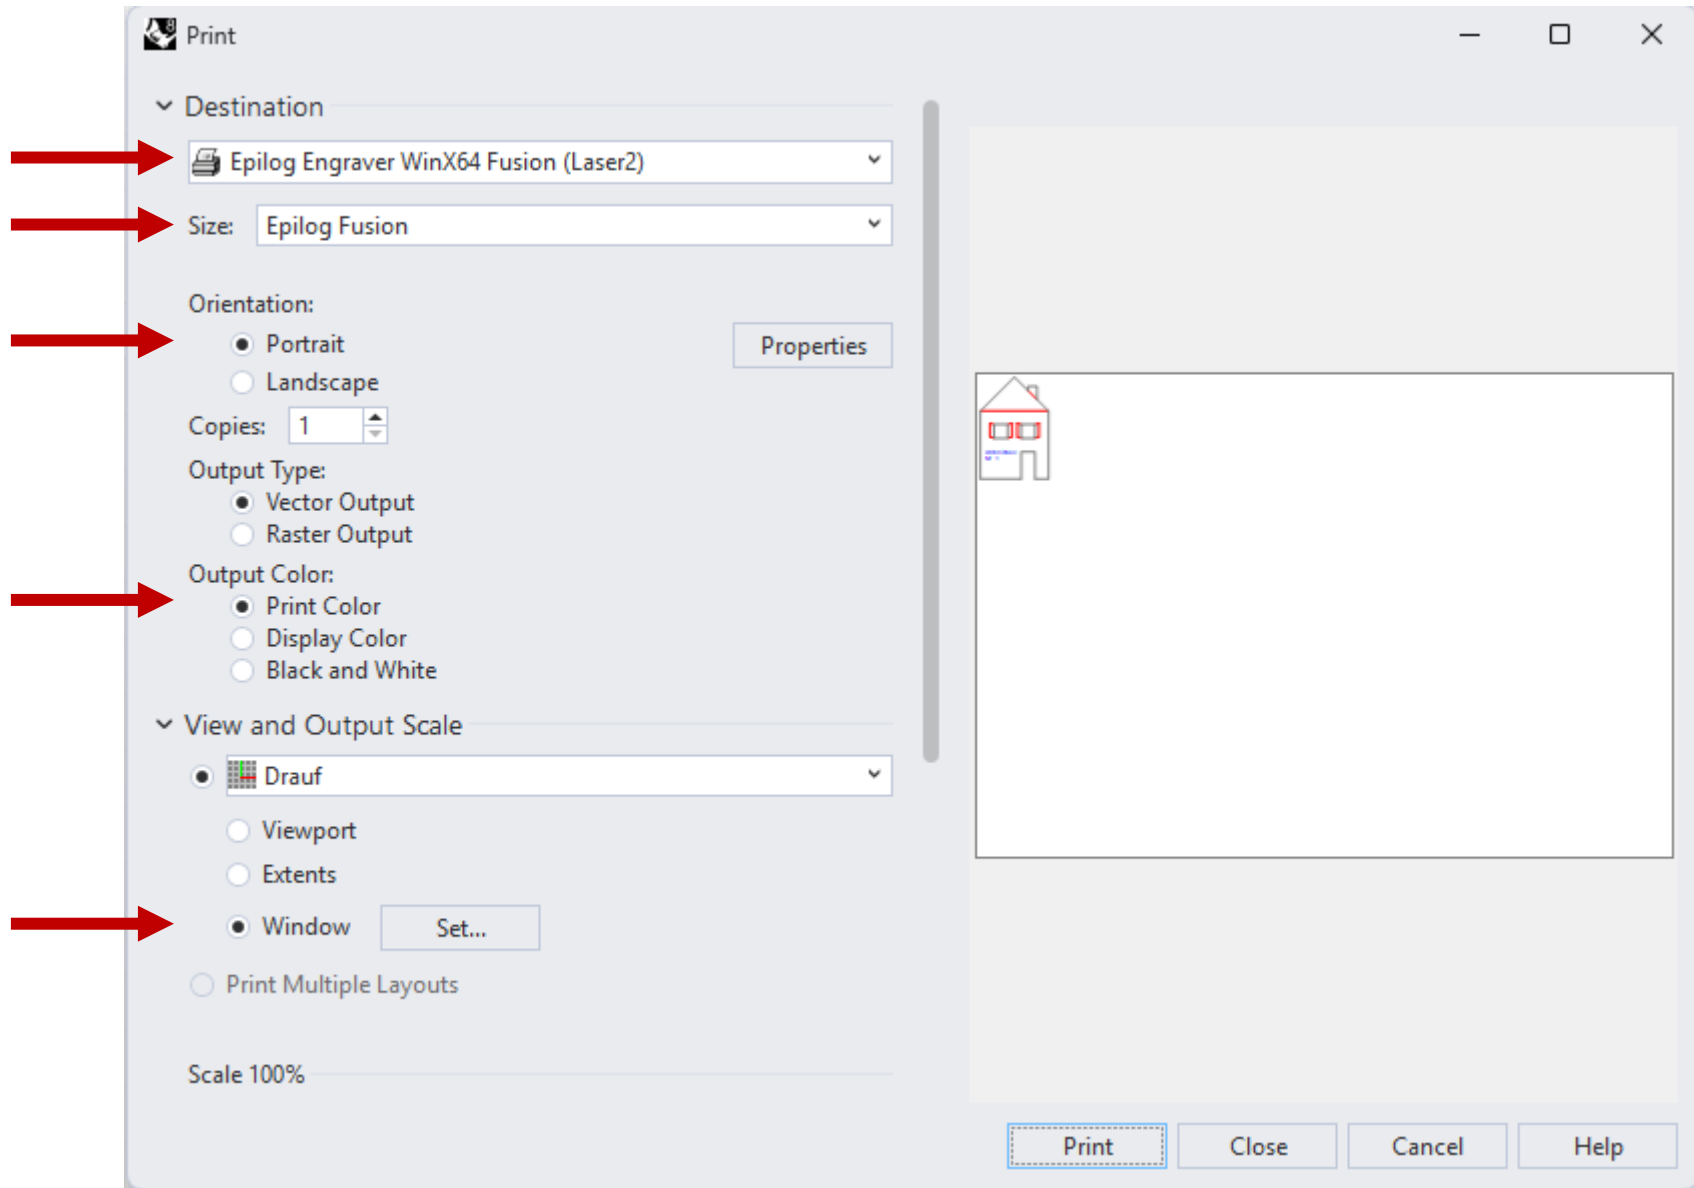 Print
Destination
Epilog Engraver WinX64 Fusion (Laser2)
Size: Epilog Fusion
Orientation:
Portrait
Properties
Landscape
Copies: 1
Output Type:
Vector Output
Raster Output
Output Color:
Print Color
Display Color
Black and White
View and Output Scale
Drauf
Viewport
Extents
Window Set...
Print Multiple Layouts
Scale 100%
Print Close Cancel Help